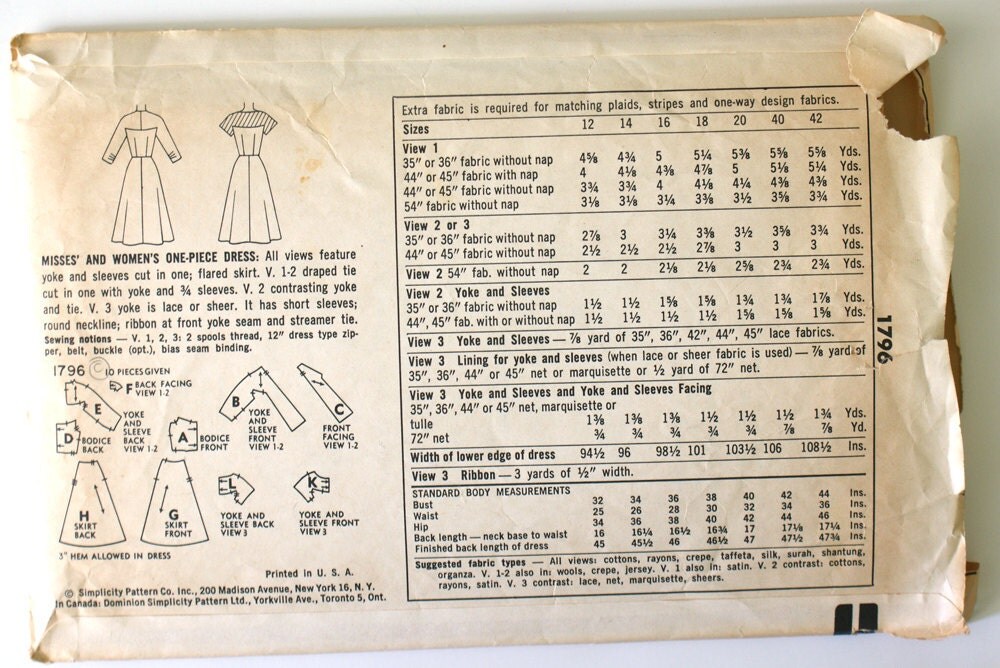 MISSES' AND WOMEN'S ONE-PIECE DRESS: All views feature
yoke and sleeves cut in one; flared skirt. V. 1-2 draped tie
cut in one with yoke and ¾ sleeves. V. 2 contrasting yoke
and tie. V. 3 yoke is lace or sheer. It has short sleeves;
round neckline; ribbon at front yoke seam and streamer tie.
Sewing notions — V. 1, 2, 3: 2 spools thread, 12" dress type zip-
per, belt, buckle (opt.), bias seam binding.
1796 © 10 PIECES GIVEN
F BACK FACING
VIEW 1-2
E YOKE
AND
SLEEVE
BACK
VIEW 1-2
D BODICE
BACK
A BODICE
FRONT
B YOKE
AND
SLEEVE
FRONT
VIEW 1-2
C
FRONT
FACING
VIEW 1-2
H
SKIRT
BACK
G
SKIRT
FRONT
L
YOKE AND
SLEEVE BACK
VIEW 3
K
YOKE AND
SLEEVE FRONT
VIEW 3
3" HEM ALLOWED IN DRESS
Printed in U. S. A.
© Simplicity Pattern Co. Inc., 200 Madison Avenue, New York 16, N. Y.
In Canada: Dominion Simplicity Pattern Ltd., Yorkville Ave., Toronto 5, Ont.
Extra fabric is required for matching plaids, stripes and one-way design fabrics.
Sizes 12 14 16 18 20 40 42
View 1
35" or 36" fabric without nap 4⅝ 4¾ 5 5¼ 5⅜ 5⅝ 5⅝ Yds.
44" or 45" fabric with nap 4 4⅛ 4⅜ 4⅞ 5 5⅛ 5¼ Yds.
44" or 45" fabric without nap 3¾ 3¾ 4 4⅛ 4¼ 4⅜ 4⅜ Yds.
54" fabric without nap 3⅛ 3⅛ 3¼ 3⅜ 3½ 3⅝ 3¾ Yds.
View 2 or 3
35" or 36" fabric without nap 2⅞ 3 3¼ 3⅜ 3½ 3⅝ 3¾ Yds.
44" or 45" fabric without nap 2½ 2½ 2½ 2⅞ 3 3 3 Yds.
View 2 54" fab. without nap 2 2 2⅛ 2⅛ 2⅝ 2¾ 2¾ Yds.
View 2 Yoke and Sleeves
35" or 36" fabric without nap 1½ 1½ 1⅝ 1⅝ 1¾ 1¾ 1⅞ Yds.
44", 45" fab. with or without nap 1½ 1½ 1½ 1⅝ 1⅝ 1⅝ 1⅝ Yds.
View 3 Yoke and Sleeves — ⅞ yard of 35", 36", 42", 44", 45" lace fabrics.
View 3 Lining for yoke and sleeves (when lace or sheer fabric is used) — ⅞ yard of
35", 36", 44" or 45" net or marquisette or ½ yard of 72" net.
View 3 Yoke and Sleeves and Yoke and Sleeves Facing
35", 36", 44" or 45" net, marquisette or
tulle 1⅜ 1⅜ 1⅜ 1½ 1½ 1½ 1¾ Yds.
72" net ¾ ¾ ¾ ¾ ¾ ⅞ ⅞ Yd.
Width of lower edge of dress 94½ 96 98½ 101 103½ 106 108½ Ins.
View 3 Ribbon — 3 yards of ½" width.
STANDARD BODY MEASUREMENTS
Bust 32 34 36 38 40 42 44 Ins.
Waist 25 26 28 30 32 34 36 Ins.
Hip 34 36 38 40 42 44 46 Ins.
Back length — neck base to waist 16 16¼ 16½ 16¾ 17 17⅛ 17¼ Ins.
Finished back length of dress 45 45½ 46 46½ 47 47½ 47¾ Ins.
Suggested fabric types — All views: cottons, rayons, crepe, taffeta, silk, surah, shantung,
organza. V. 1-2 also in: wools, crepe, jersey. V. 1 also in: satin. V. 2 contrast: cottons,
rayons, satin. V. 3 contrast: lace, net, marquisette, sheers.
1796